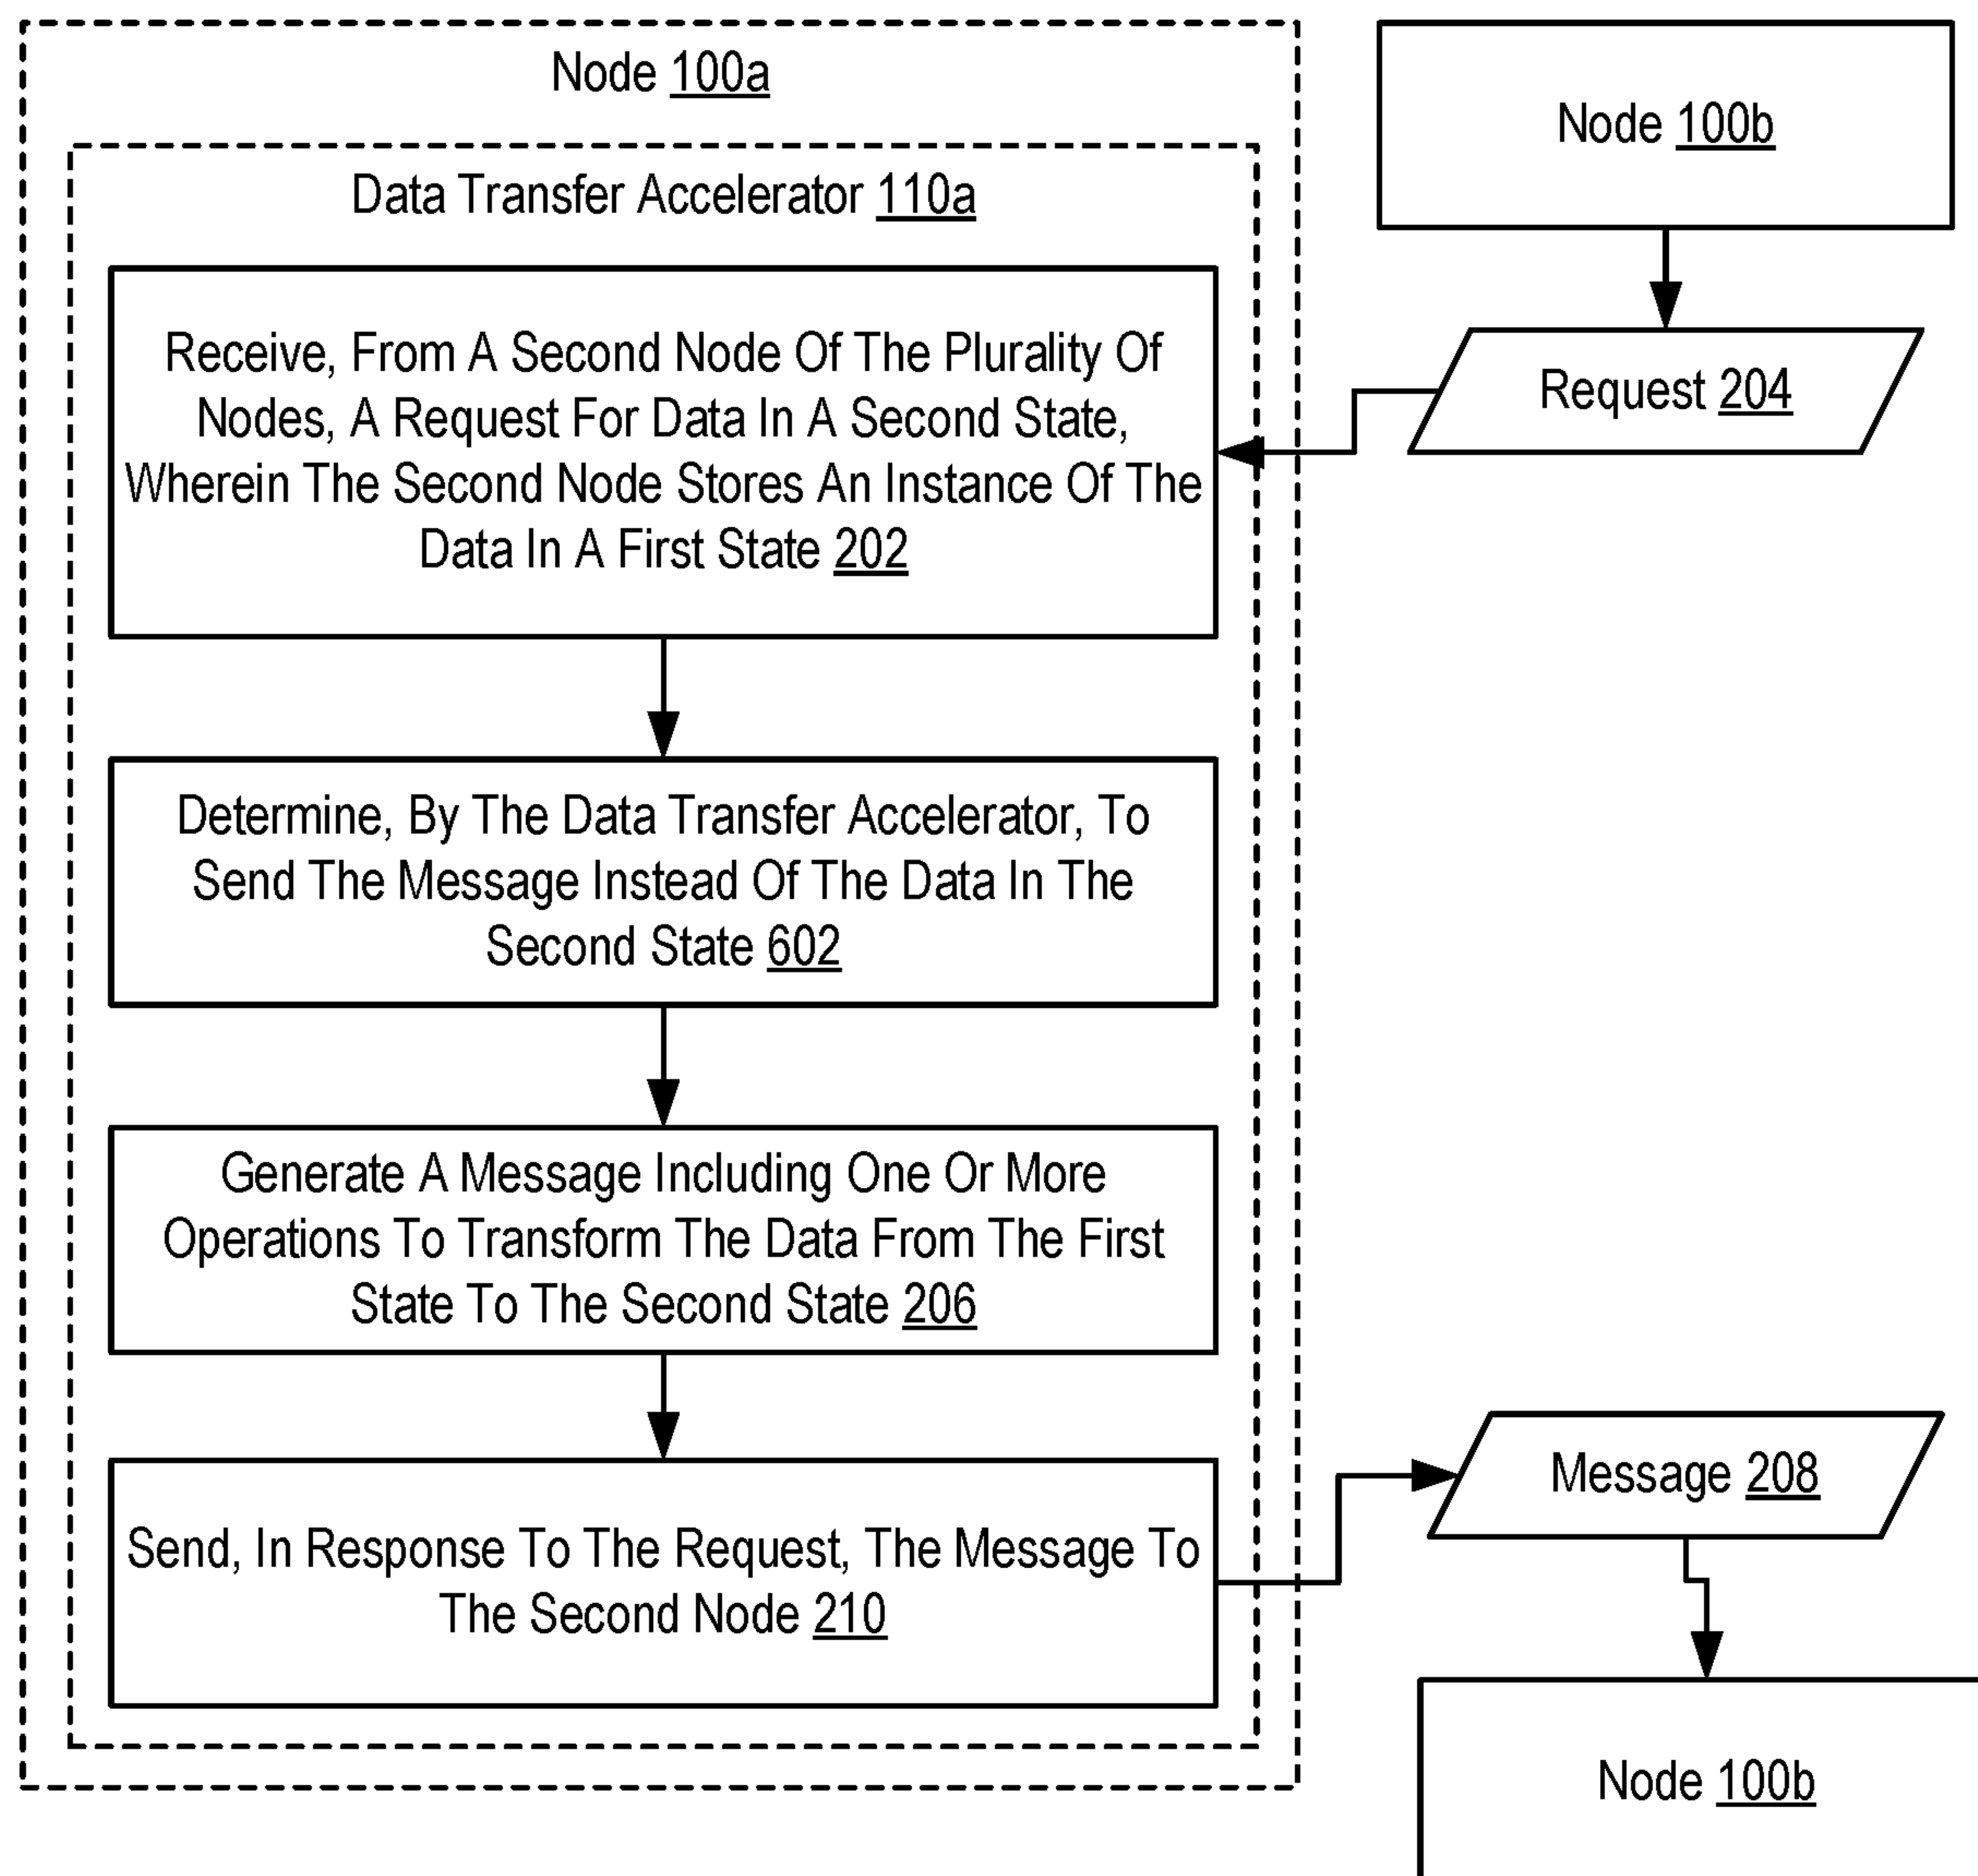 Node 100a
Data Transfer Accelerator 110a
Receive, From A Second Node Of The Plurality Of
Nodes, A Request For Data In A Second State,
Wherein The Second Node Stores An Instance Of The
Data In A First State 202
Determine, By The Data Transfer Accelerator, To
Send The Message Instead Of The Data In The
Second State 602
Generate A Message Including One Or More
Operations To Transform The Data From The First
State To The Second State 206
Send, In Response To The Request, The Message To
The Second Node 210
Node 100b
Request 204
Message 208
Node 100b